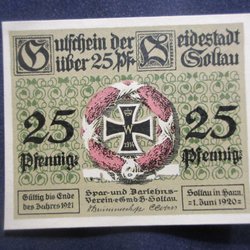 Gutschein der Heidestadt
über 25 Pf. Soltau
25 25
Pfennig: Pfennig:
W
1914
Gültig bis Ende
des Jahres 1921
Spar- und Darlehns-
Verein e.G.m.b.H. Soltau.
Soltau in Hann.
1. Juni 1920